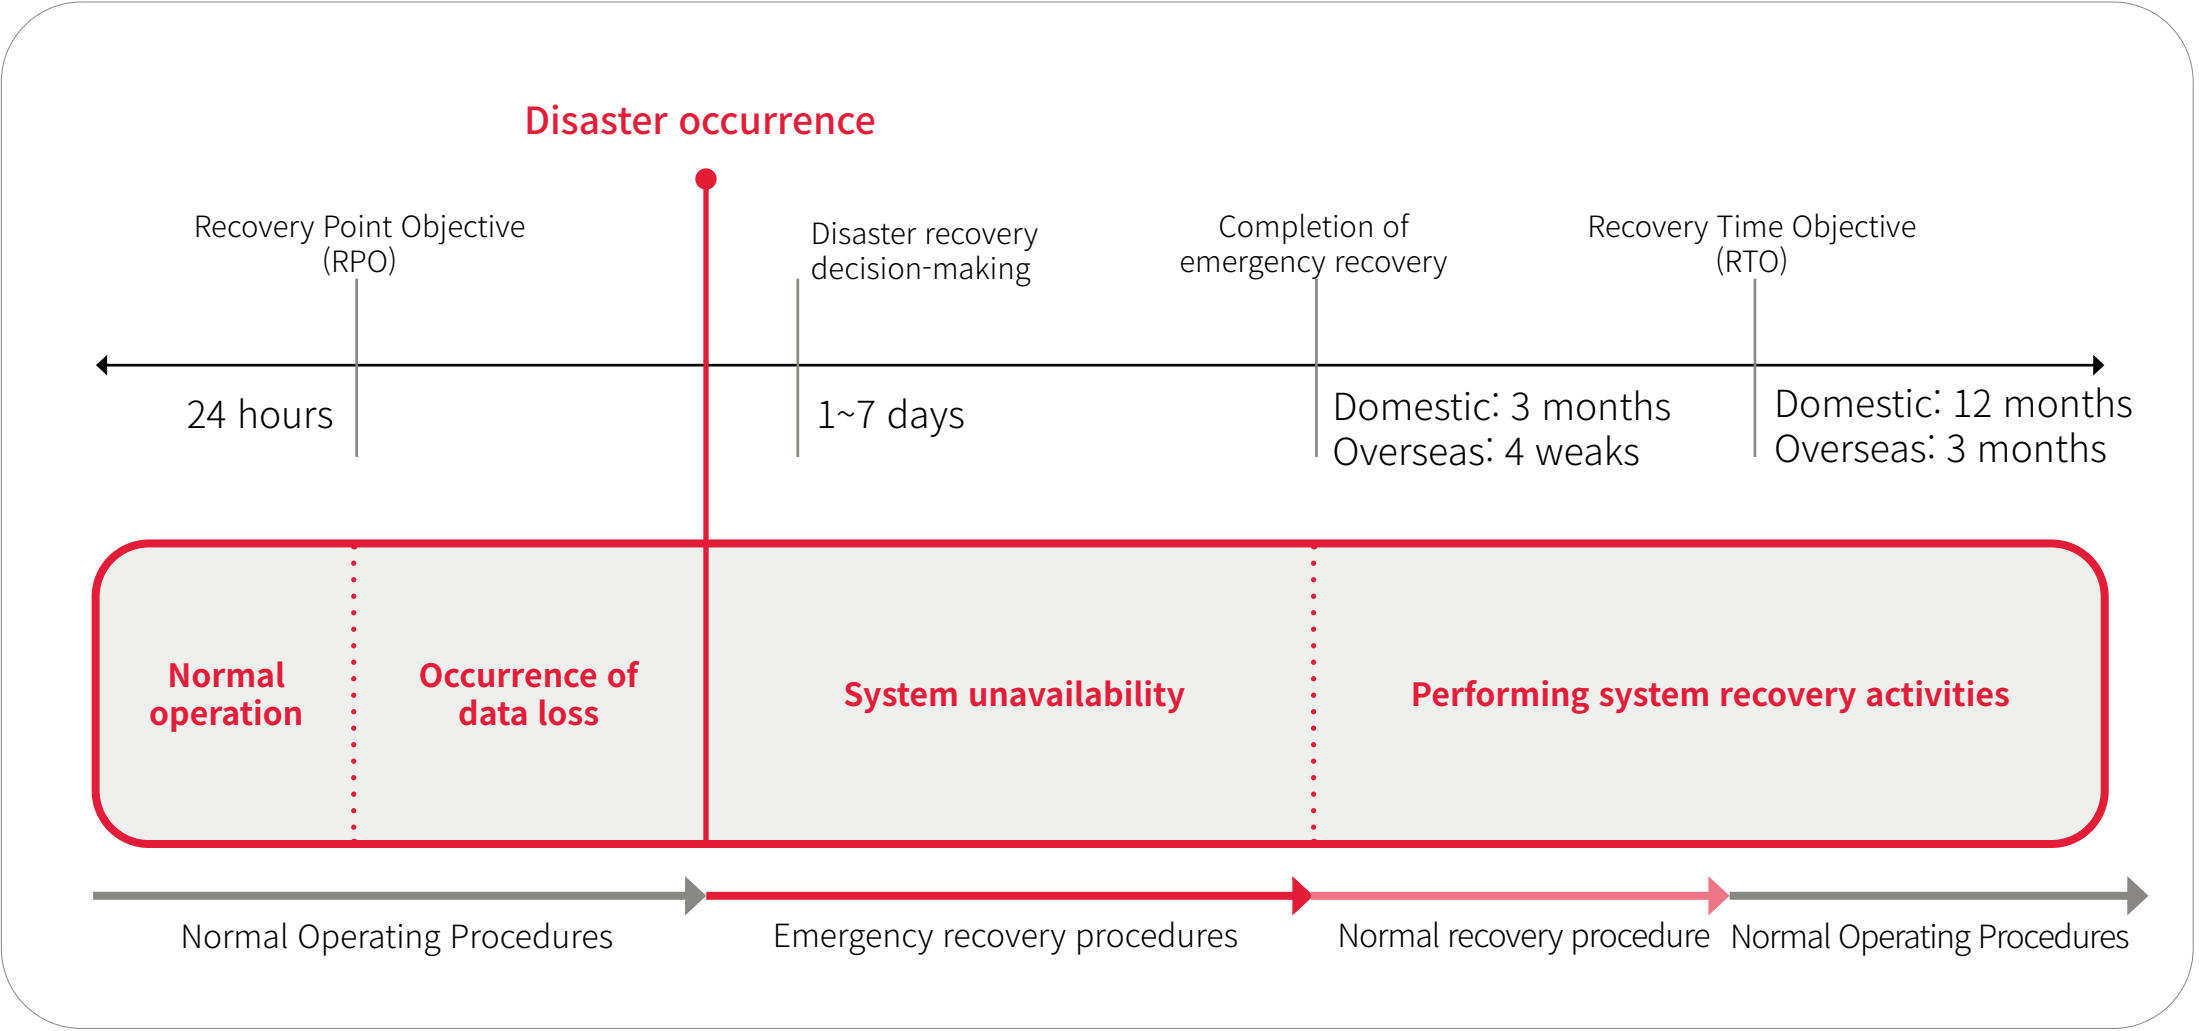 Disaster occurrence
Recovery Point Objective
(RPO)
Disaster recovery
decision-making
Completion of
emergency recovery
Recovery Time Objective
(RTO)
24 hours
1~7 days
Domestic: 3 months
Overseas: 4 weaks
Domestic: 12 months
Overseas: 3 months
Normal
operation
Occurrence of
data loss
System unavailability
Performing system recovery activities
Normal Operating Procedures
Emergency recovery procedures
Normal recovery procedure
Normal Operating Procedures